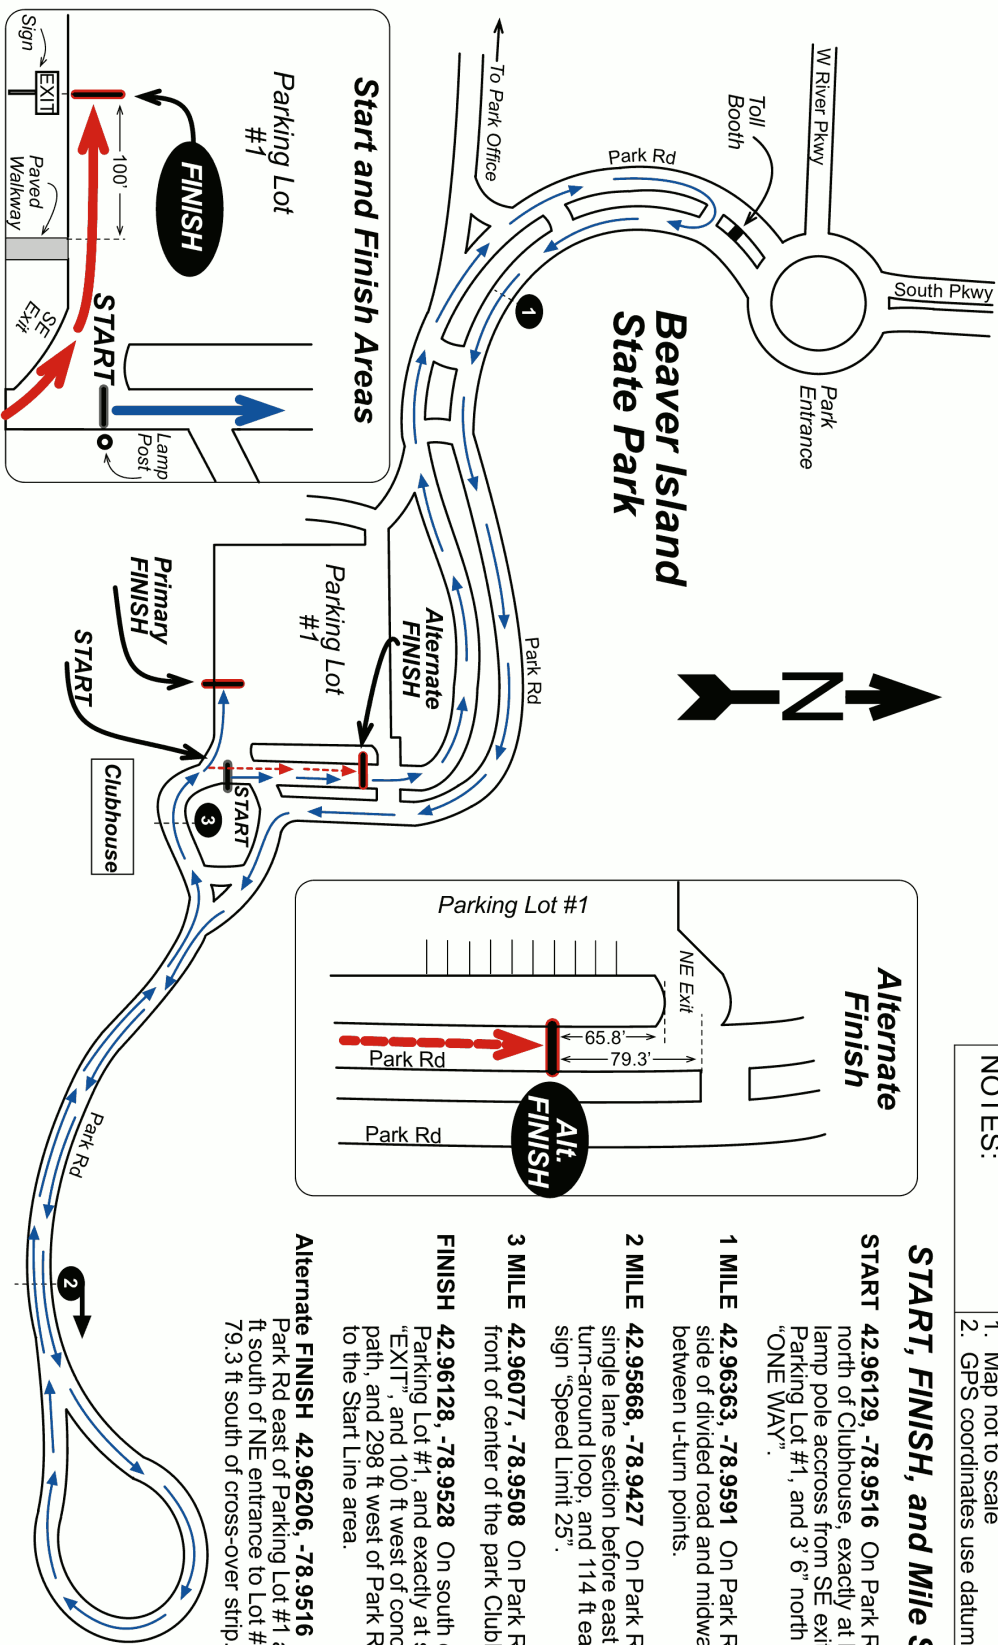 Start and Finish Areas
Parking Lot
#1
FINISH
EXIT
Sign
100'
Paved
Walkway
SE
Exit
START
Lamp
Post
To Park Office
Park Rd
Toll
Booth
W River Pkwy
South Pkwy
Park
Entrance
1
Beaver Island
State Park
N
Park Rd
Parking Lot
#1
Alternate
FINISH
Primary
FINISH
START
START
3
Clubhouse
Park Rd
2
Alternate
Finish
Parking Lot #1
NE Exit
65.8'
79.3'
Park Rd
Park Rd
Alt.
FINISH
NOTES:
1. Map not to scale
2. GPS coordinates use datum
START, FINISH, and Mile S
START 42.96129, -78.9516 On Park R
north of Clubhouse, exactly at
lamp pole accross from SE exi
Parking Lot #1, and 3' 6" north
“ONE WAY”.
1 MILE 42.96363, -78.9591 On Park R
side of divided road and midwa
between u-turn points.
2 MILE 42.95868, -78.9427 On Park R
single lane section before east
turn-around loop, and 114 ft ea
sign “Speed Limit 25”.
3 MILE 42.96077, -78.9508 On Park R
front of center of the park Club
FINISH 42.96128, -78.9528 On south
Parking Lot #1, and exactly at s
“EXIT”, and 100 ft west of conc
path, and 298 ft west of Park R
to the Start Line area.
Alternate FINISH 42.96206, -78.9516
Park Rd east of Parking Lot #1
ft south of NE entrance to Lot #
79.3 ft south of cross-over strip.